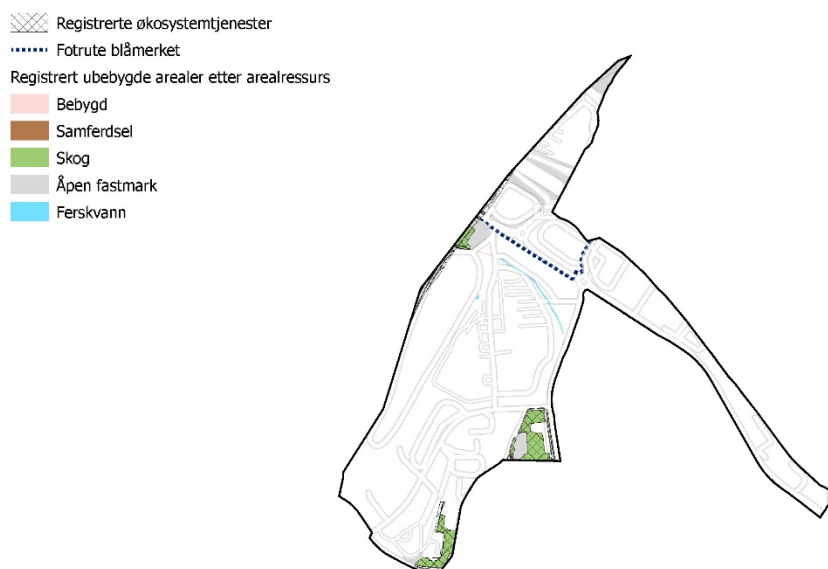 Registrerte økosystemtjenester
Fotrute blåmerket
Registrert ubebygde arealer etter arealressurs
Bebygd
Samferdsel
Skog
Åpen fastmark
Ferskvann